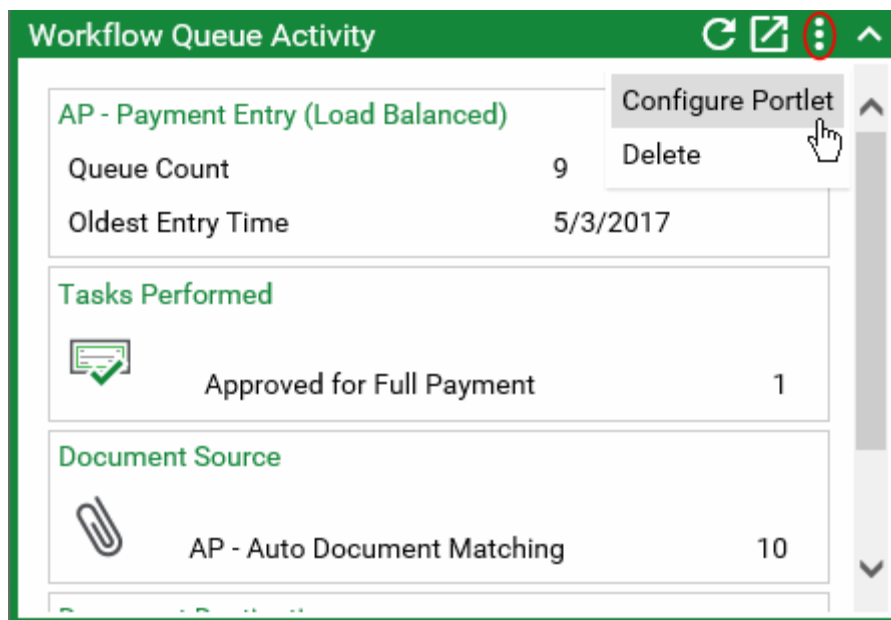 Workflow Queue Activity
Configure Portlet
Delete
AP - Payment Entry (Load Balanced)
Queue Count 9
Oldest Entry Time 5/3/2017
Tasks Performed
Approved for Full Payment 1
Document Source
AP - Auto Document Matching 10